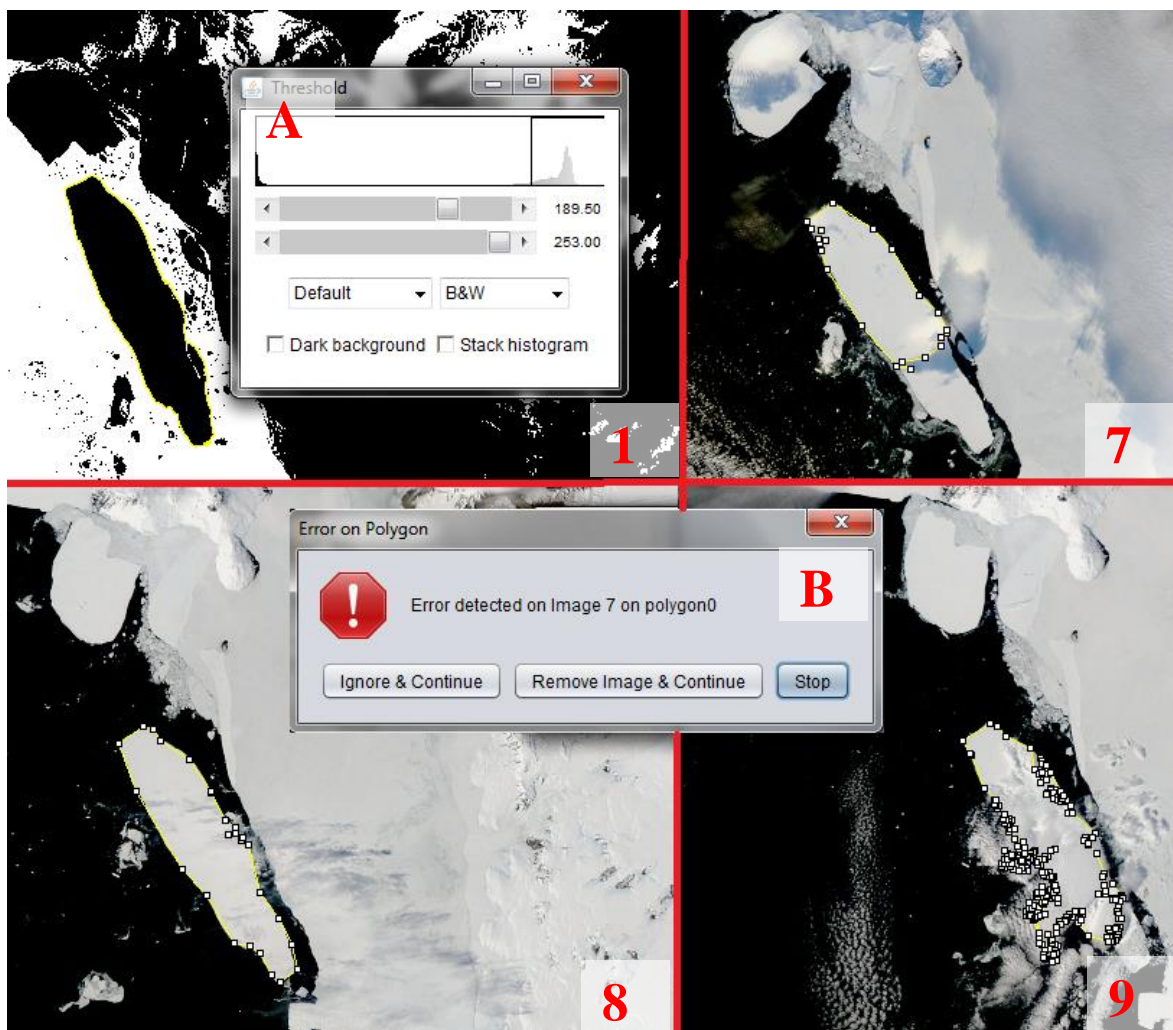 Threshold
A
189.50
253.00
Default
B&W
Dark background
Stack histogram
1
7
Error on Polygon
B
Error detected on Image 7 on polygon0
Ignore & Continue
Remove Image & Continue
Stop
8
9